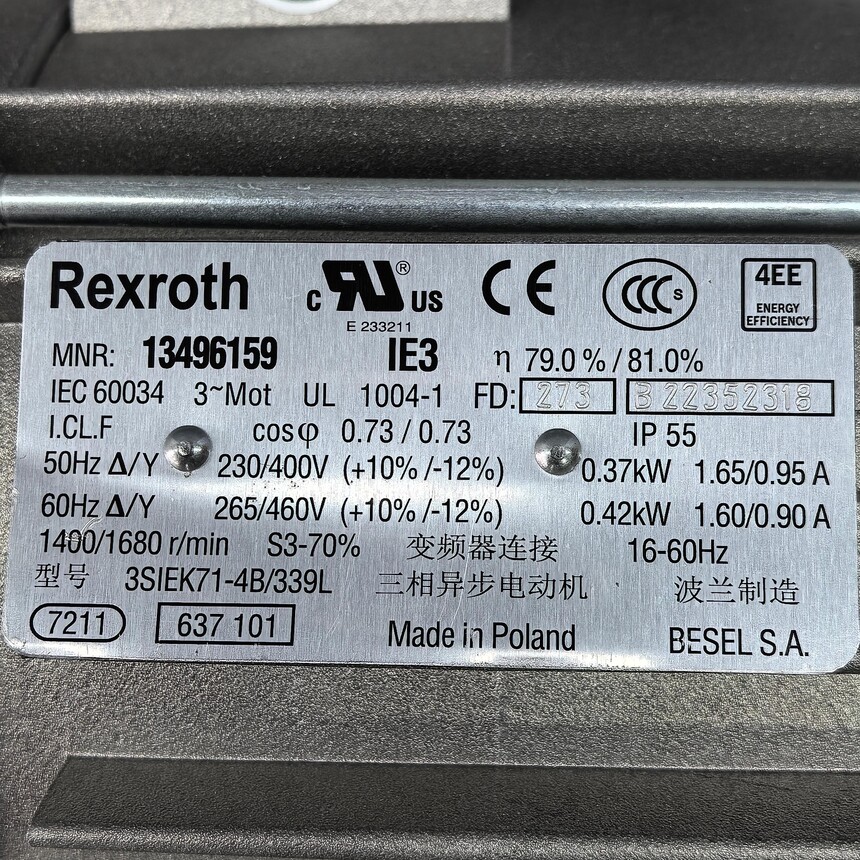 Rexroth c RU ® US CE CCC S 4EE ENERGY EFFICIENCY
E 233211
MNR: 13496159 IE3 η 79.0 % / 81.0%
IEC 60034 3~Mot UL 1004-1 FD: 273 B 22352318
I.CL.F cosφ 0.73 / 0.73 IP 55
50Hz Δ/Y 230/400V (+10% /-12%) 0.37kW 1.65/0.95 A
60Hz Δ/Y 265/460V (+10% /-12%) 0.42kW 1.60/0.90 A
1400/1680 r/min S3-70% 变频器连接 16-60Hz
型号 3SIEK71-4B/339L 三相异步电动机 波兰制造
7211 637 101 Made in Poland BESEL S.A.